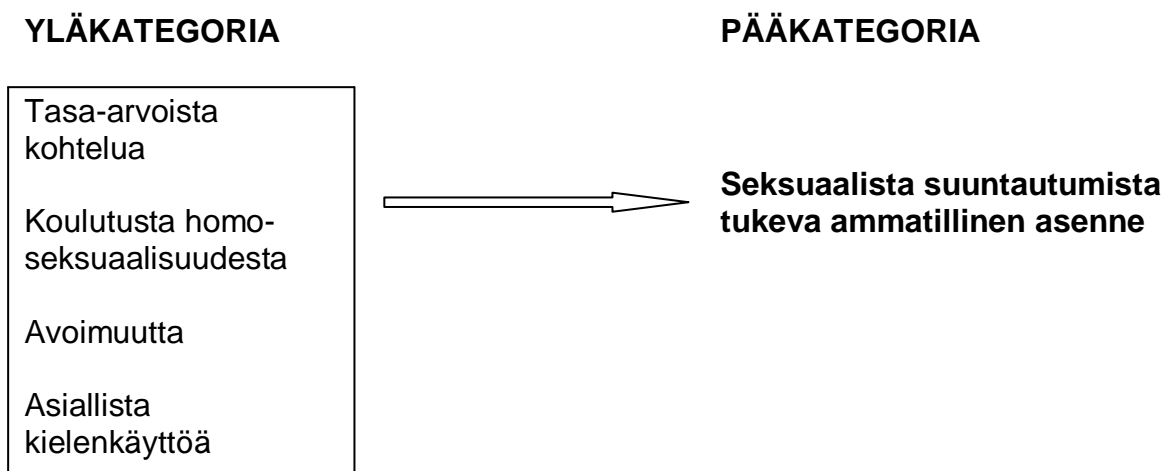 YLÄKATEGORIA
PÄÄKATEGORIA
Tasa-arvoista
kohtelua
Koulutusta homo-
seksuaalisuudesta
Avoimuutta
Asiallista
kielenkäyttöä
Seksuaalista suuntautumista
tukeva ammatillinen asenne